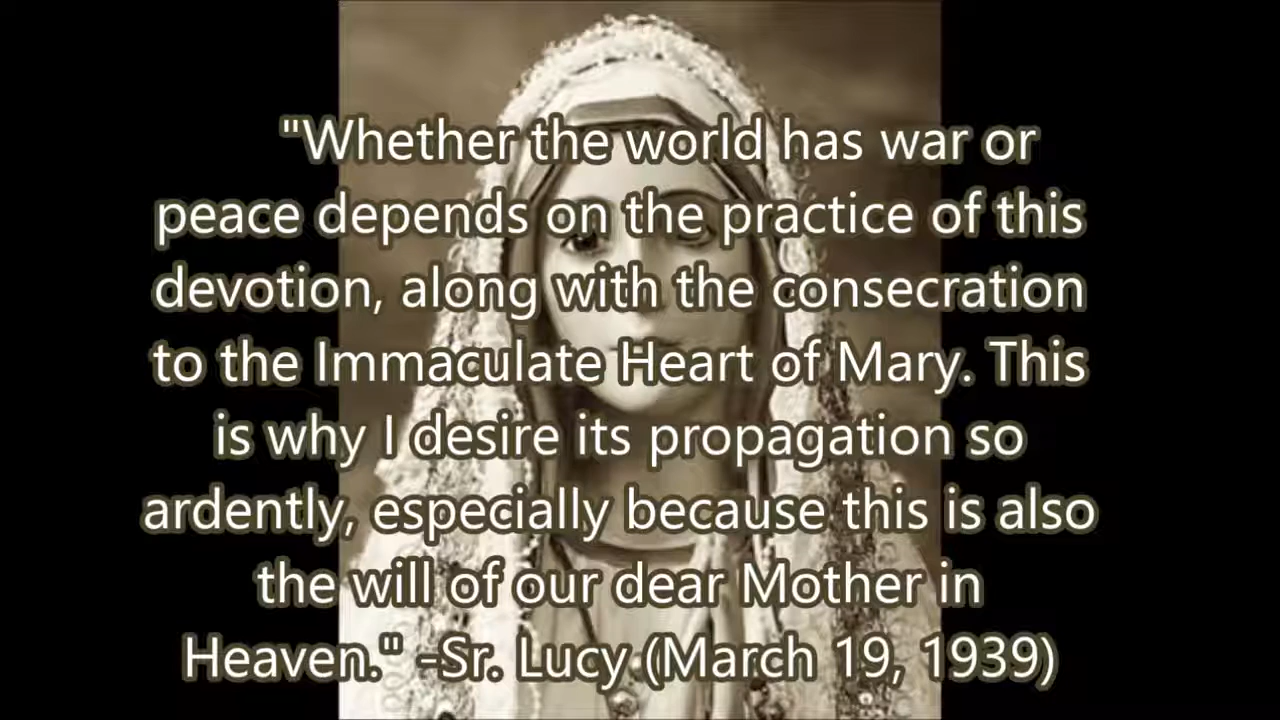 "Whether the world has war or
peace depends on the practice of this
devotion, along with the consecration
to the Immaculate Heart of Mary. This
is why I desire its propagation so
ardently, especially because this is also
the will of our dear Mother in
Heaven." -Sr. Lucy (March 19, 1939)